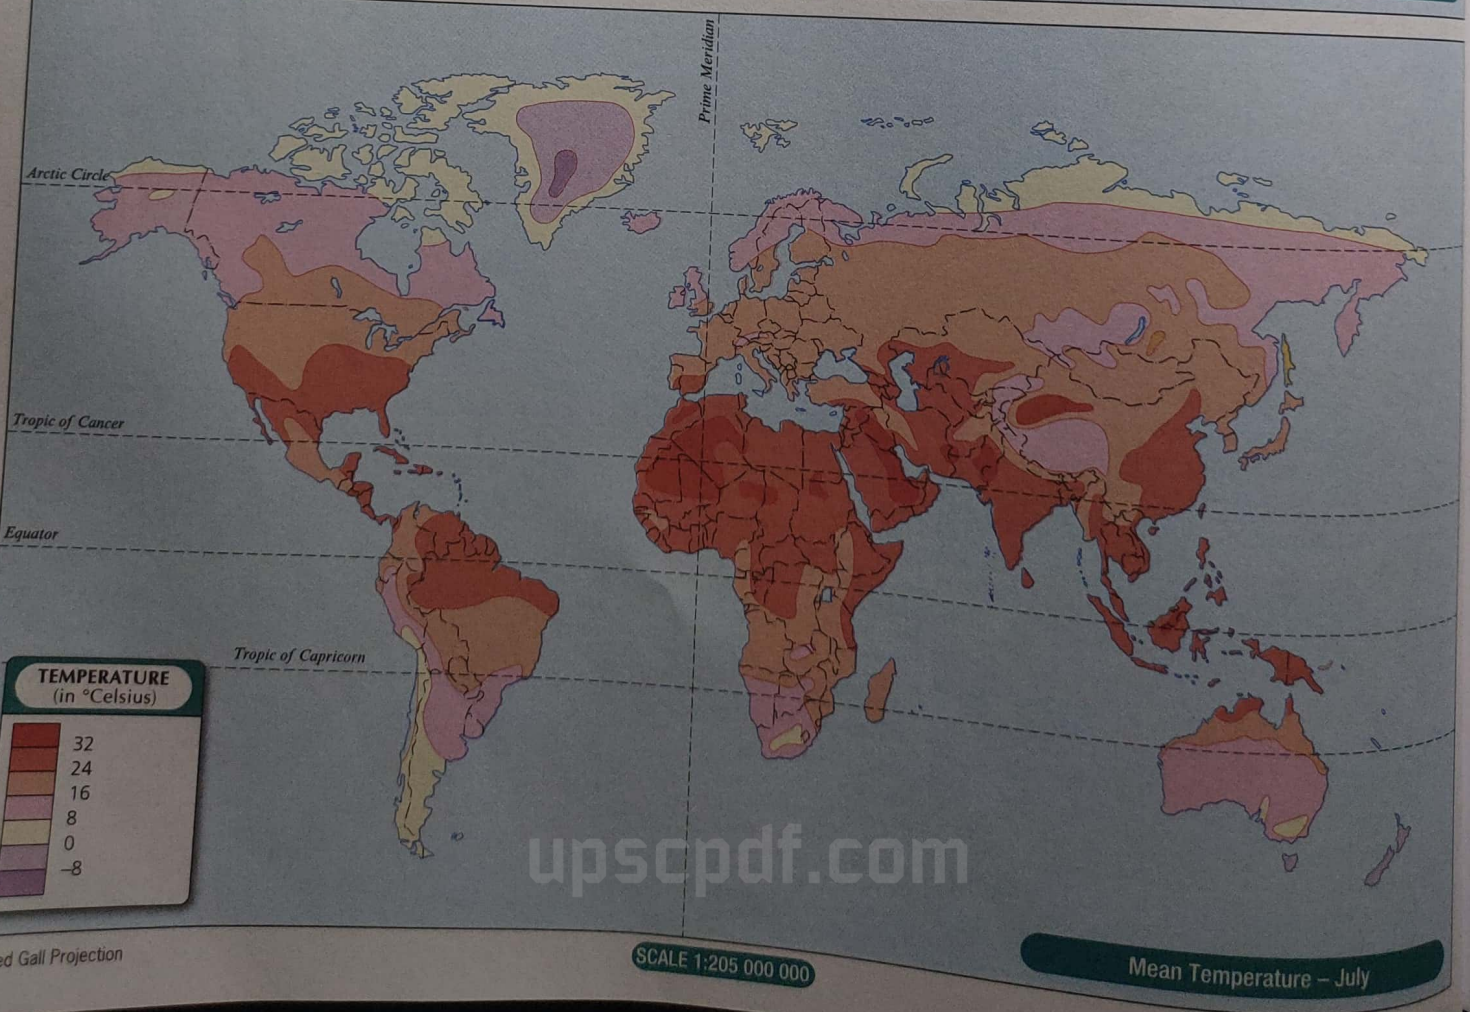 Prime Meridian
Arctic Circle
Tropic of Cancer
Equator
Tropic of Capricorn
TEMPERATURE
(in °Celsius)
32
24
16
8
0
–8
upscpdf.com
Gall Projection
SCALE 1:205 000 000
Mean Temperature – July